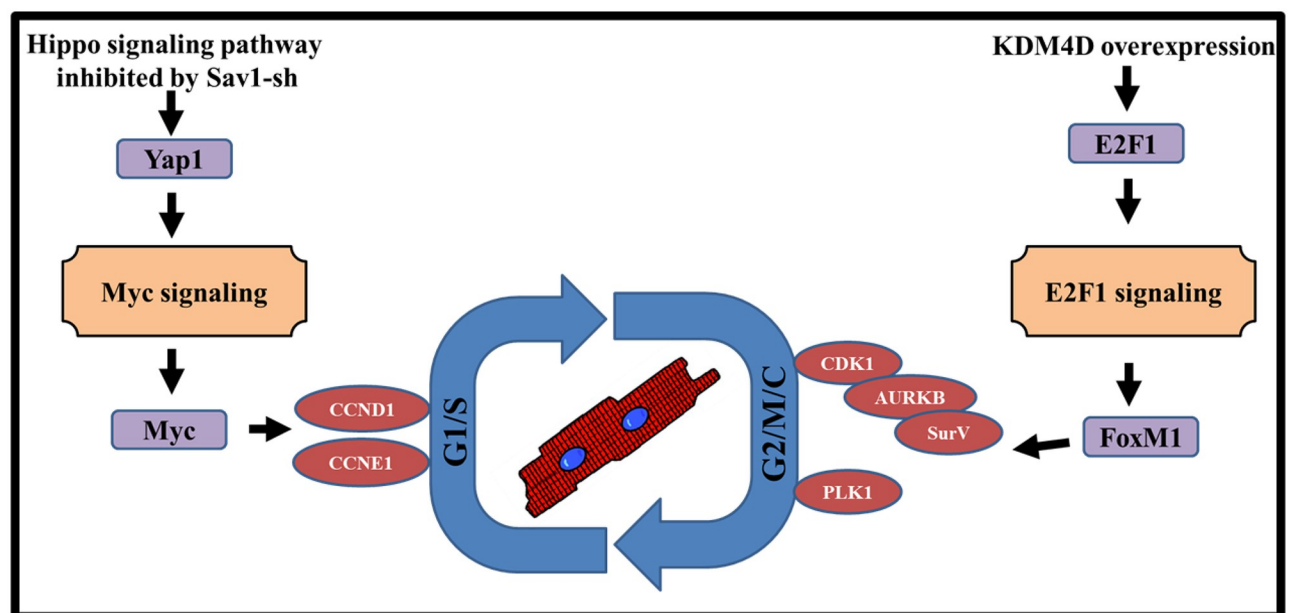 Hippo signaling pathway
inhibited by Sav1-sh
Yap1
Myc signaling
Myc
CCND1
CCNE1
G1/S
G2/M/C
CDK1
AURKB
SurV
PLK1
KDM4D overexpression
E2F1
E2F1 signaling
FoxM1